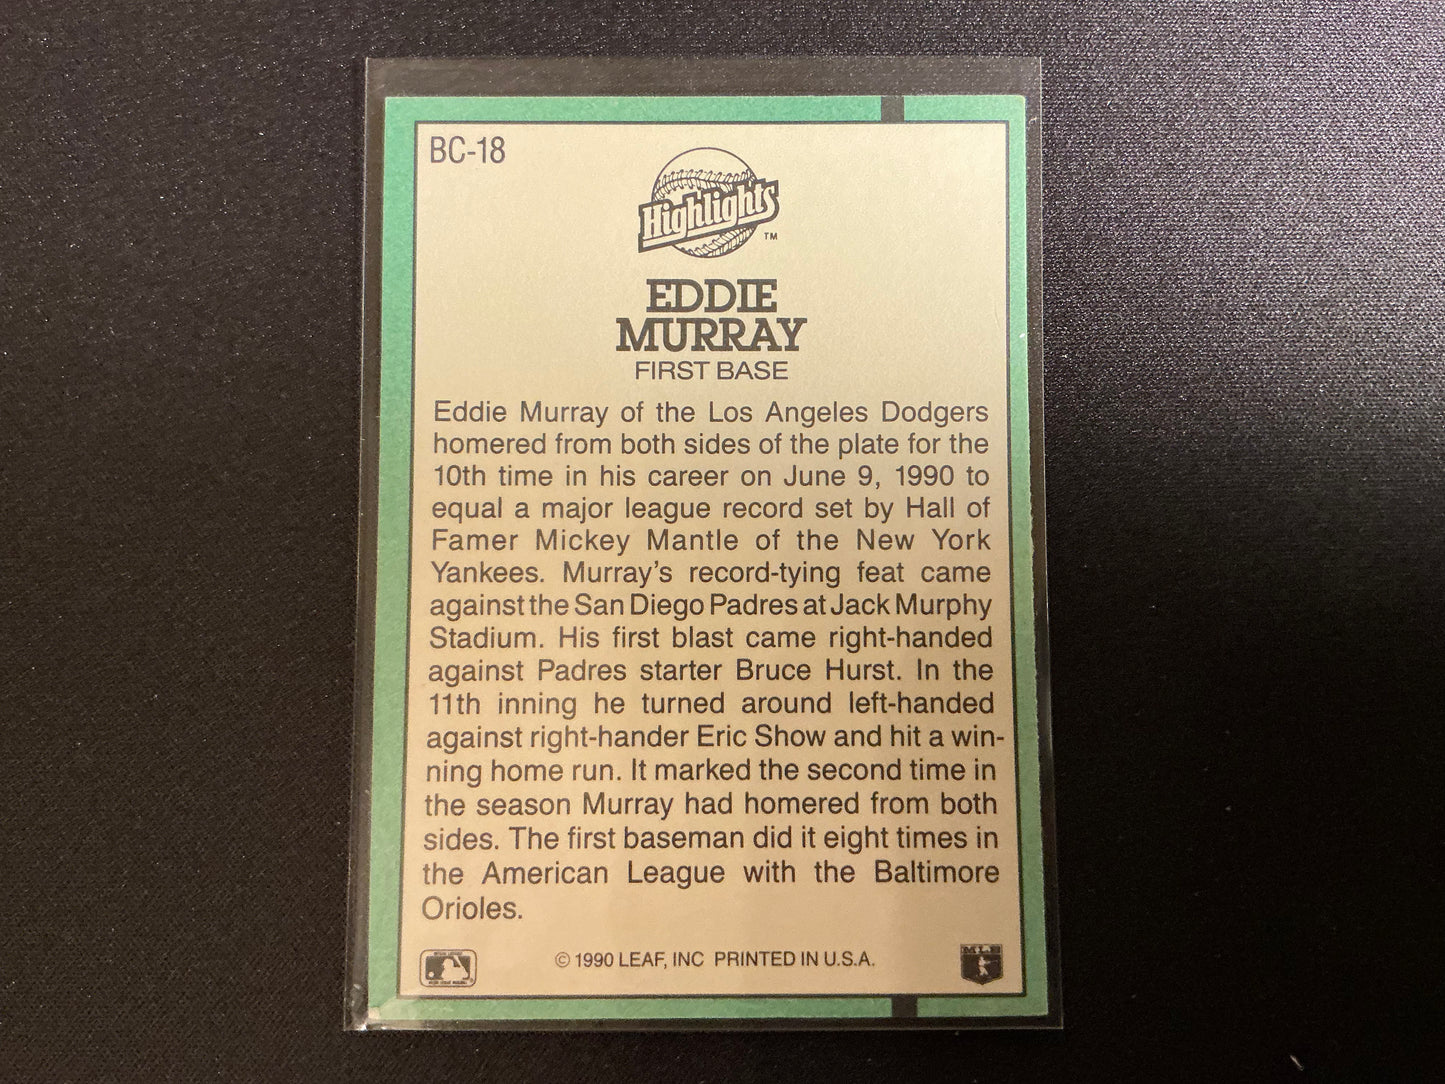 BC-18
Highlights
TM
EDDIE
MURRAY
FIRST BASE
Eddie Murray of the Los Angeles Dodgers
homered from both sides of the plate for the
10th time in his career on June 9, 1990 to
equal a major league record set by Hall of
Famer Mickey Mantle of the New York
Yankees. Murray's record-tying feat came
against the San Diego Padres at Jack Murphy
Stadium. His first blast came right-handed
against Padres starter Bruce Hurst. In the
11th inning he turned around left-handed
against right-hander Eric Show and hit a win-
ning home run. It marked the second time in
the season Murray had homered from both
sides. The first baseman did it eight times in
the American League with the Baltimore
Orioles.
© 1990 LEAF, INC PRINTED IN U.S.A.